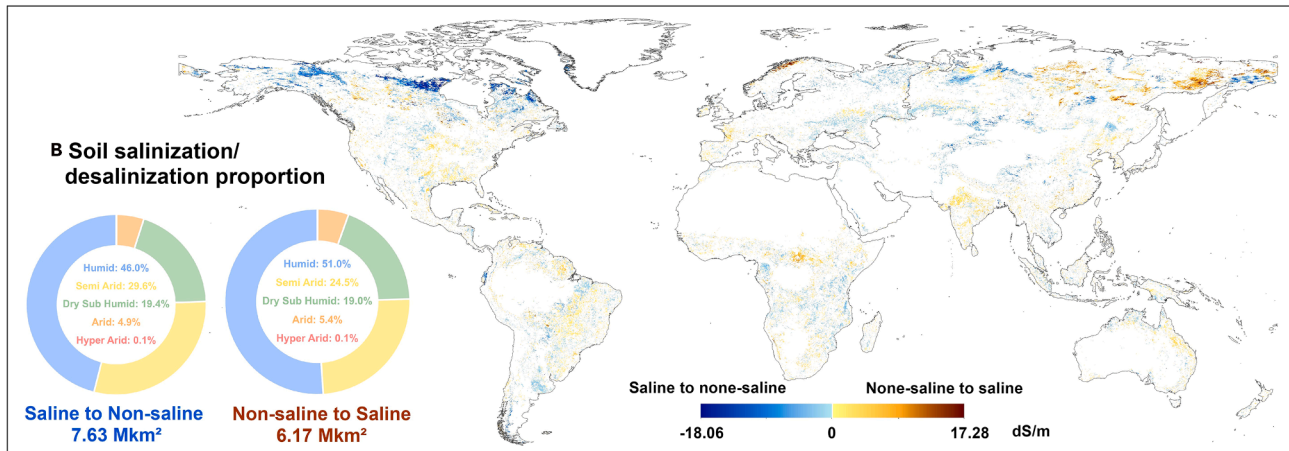 B Soil salinization/
desalinization proportion
Humid: 46.0%
Semi Arid: 29.6%
Dry Sub Humid: 19.4%
Arid: 4.9%
Hyper Arid: 0.1%
Saline to Non-saline
7.63 Mkm²
Humid: 51.0%
Semi Arid: 24.5%
Dry Sub Humid: 19.0%
Arid: 5.4%
Hyper Arid: 0.1%
Non-saline to Saline
6.17 Mkm²
Saline to none-saline None-saline to saline
-18.06 0 17.28 dS/m